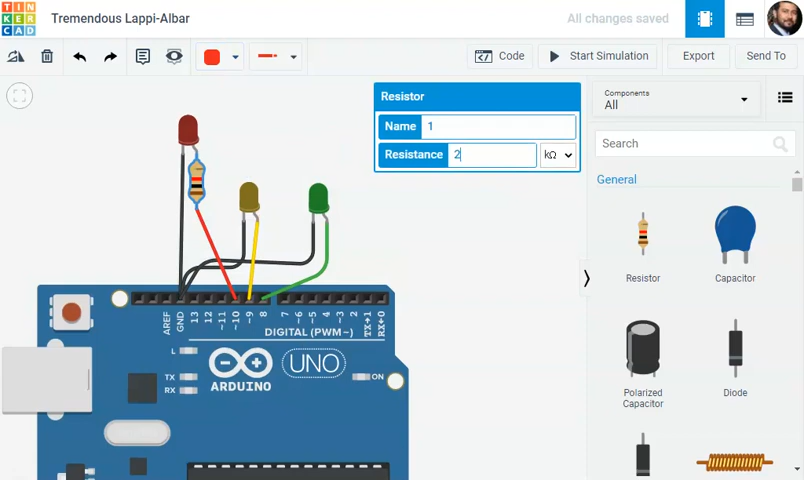 TIN
KER
CAD
Tremendous Lappi-Albar
All changes saved
Code
Start Simulation
Export
Send To
Resistor
Name 1
Resistance 2 kΩ
Components
All
Search
General
Resistor
Capacitor
Polarized
Capacitor
Diode
AREF
GND
13
12
~11
~10
~9
8
7
~6
~5
4
~3
2
TX→1
RX←0
DIGITAL (PWM~)
L
TX
RX
ARDUINO
UNO
ON